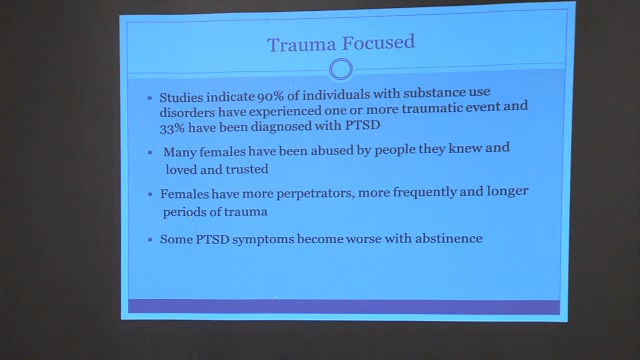 Trauma Focused
• Studies indicate 90% of individuals with substance use
disorders have experienced one or more traumatic event and
33% have been diagnosed with PTSD
• Many females have been abused by people they knew and
loved and trusted
• Females have more perpetrators, more frequently and longer
periods of trauma
• Some PTSD symptoms become worse with abstinence